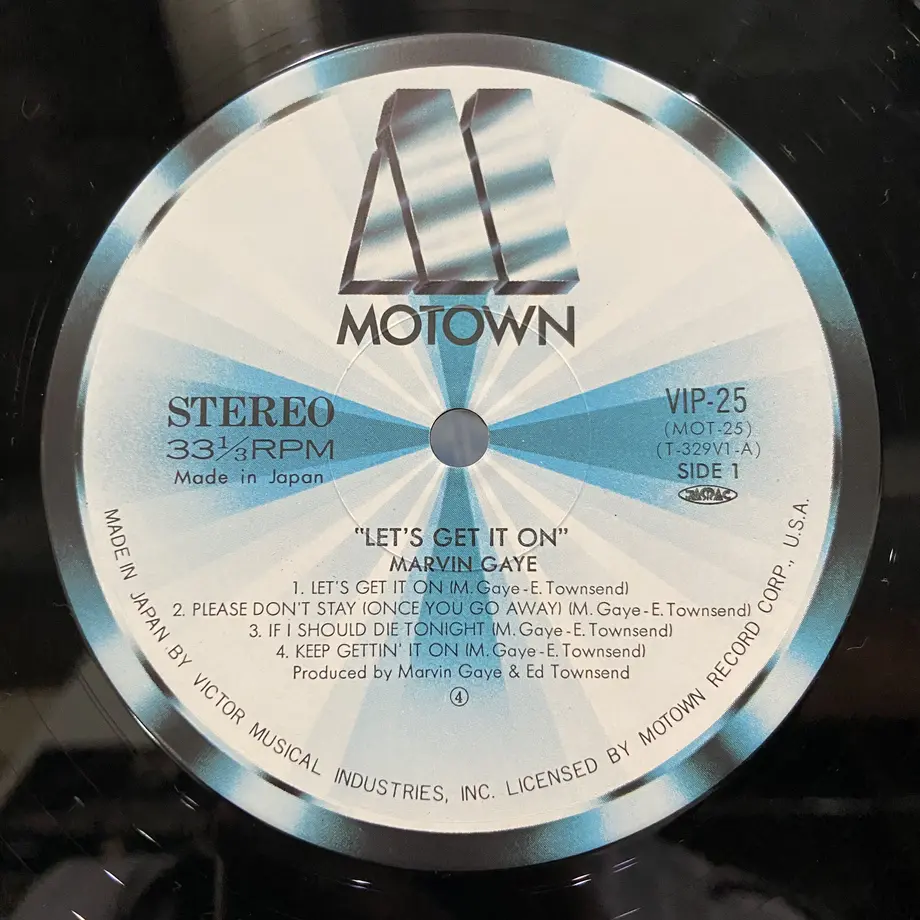 MOTOWN
STEREO
33⅓RPM
Made in Japan
VIP-25
(MOT-25)
(T-329V1-A)
SIDE 1
JASRAC
"LET'S GET IT ON"
MARVIN GAYE
1. LET'S GET IT ON (M. Gaye-E. Townsend)
2. PLEASE DON'T STAY (ONCE YOU GO AWAY) (M. Gaye-E. Townsend)
3. IF I SHOULD DIE TONIGHT (M. Gaye-E. Townsend)
4. KEEP GETTIN' IT ON (M. Gaye-E. Townsend)
Produced by Marvin Gaye & Ed Townsend
④
MADE IN JAPAN .BY VICTOR MUSICAL INDUSTRIES, INC. LICENSED BY MOTOWN RECORD CORP., U.S.A.